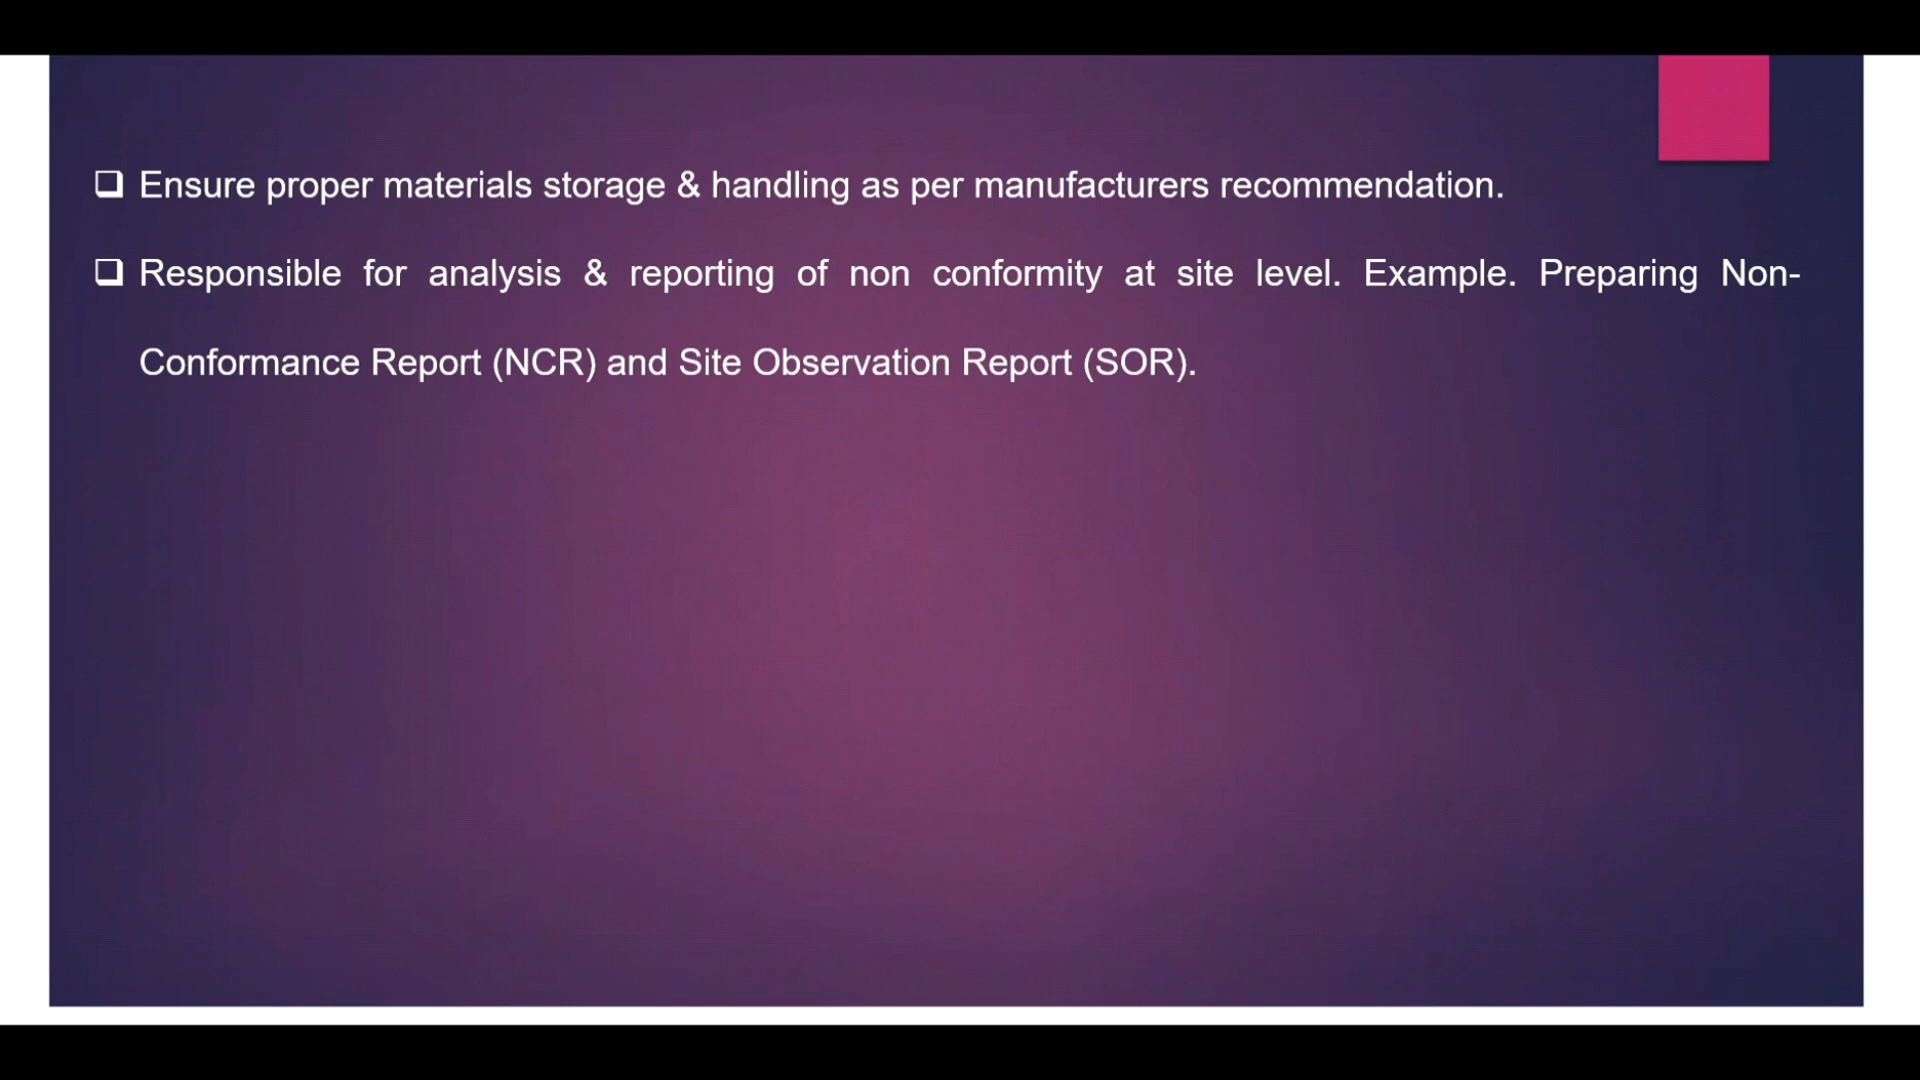 ❑ Ensure proper materials storage & handling as per manufacturers recommendation.
❑ Responsible for analysis & reporting of non conformity at site level. Example. Preparing Non-
Conformance Report (NCR) and Site Observation Report (SOR).